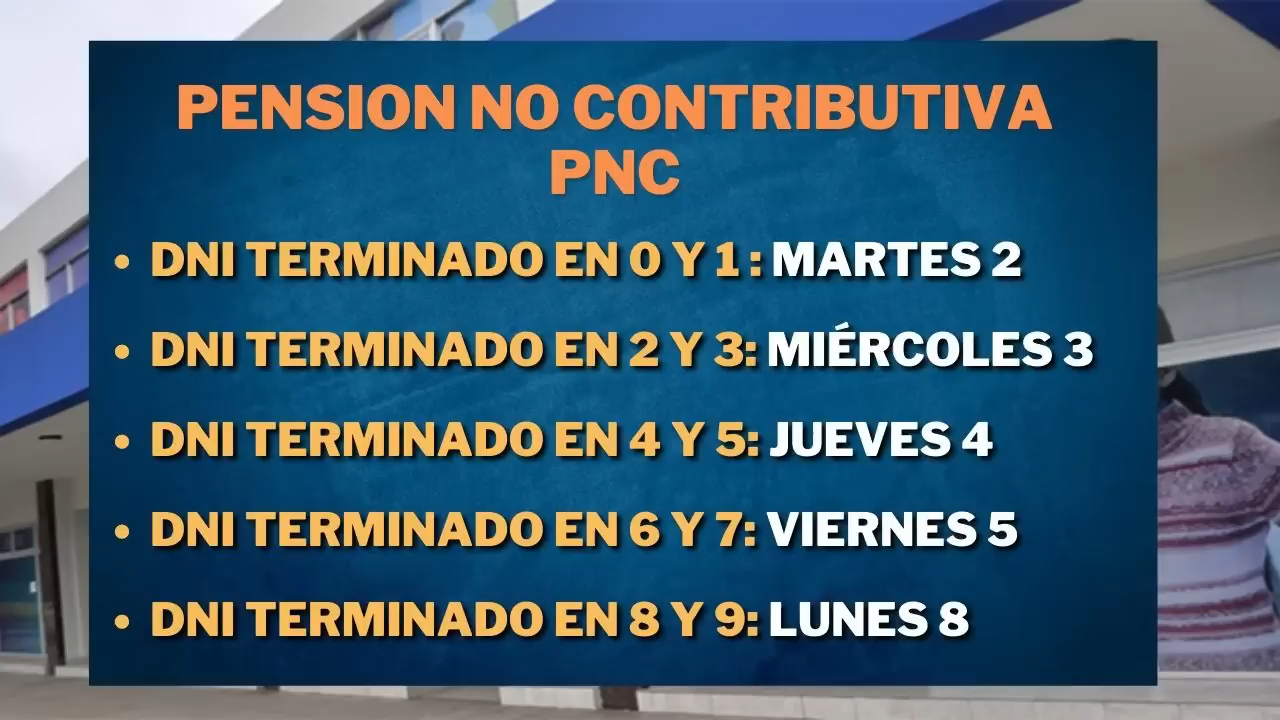 PENSION NO CONTRIBUTIVA
PNC
• DNI TERMINADO EN 0 Y 1 : MARTES 2
• DNI TERMINADO EN 2 Y 3: MIÉRCOLES 3
• DNI TERMINADO EN 4 Y 5: JUEVES 4
• DNI TERMINADO EN 6 Y 7: VIERNES 5
• DNI TERMINADO EN 8 Y 9: LUNES 8